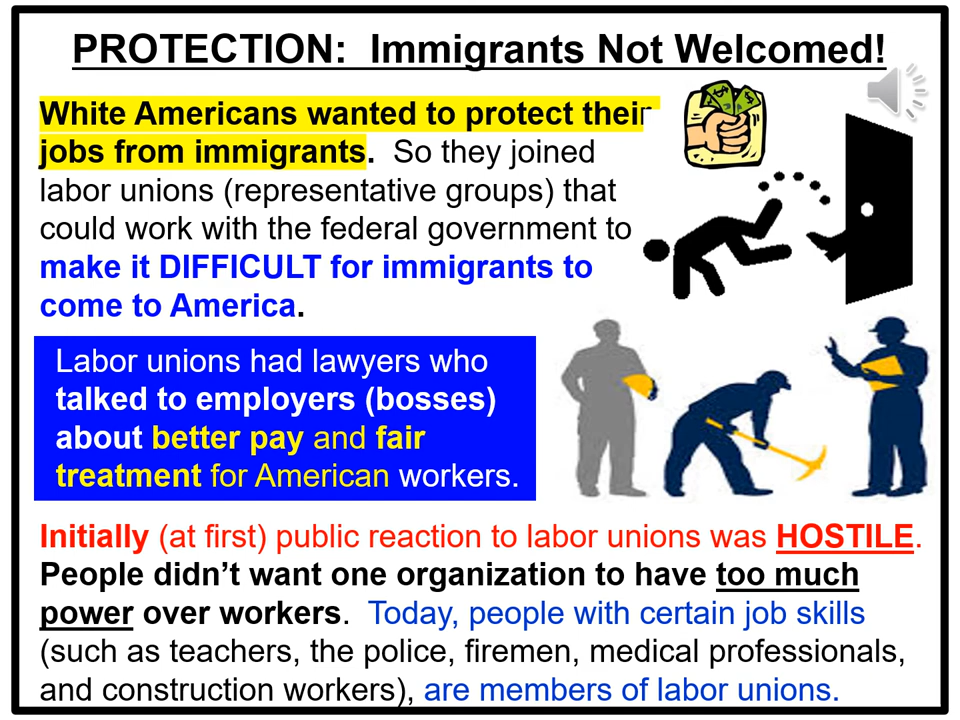 PROTECTION: Immigrants Not Welcomed!
White Americans wanted to protect their
jobs from immigrants. So they joined
labor unions (representative groups) that
could work with the federal government to
make it DIFFICULT for immigrants to
come to America.
Labor unions had lawyers who
talked to employers (bosses)
about better pay and fair
treatment for American workers.
Initially (at first) public reaction to labor unions was HOSTILE.
People didn’t want one organization to have too much
power over workers. Today, people with certain job skills
(such as teachers, the police, firemen, medical professionals,
and construction workers), are members of labor unions.